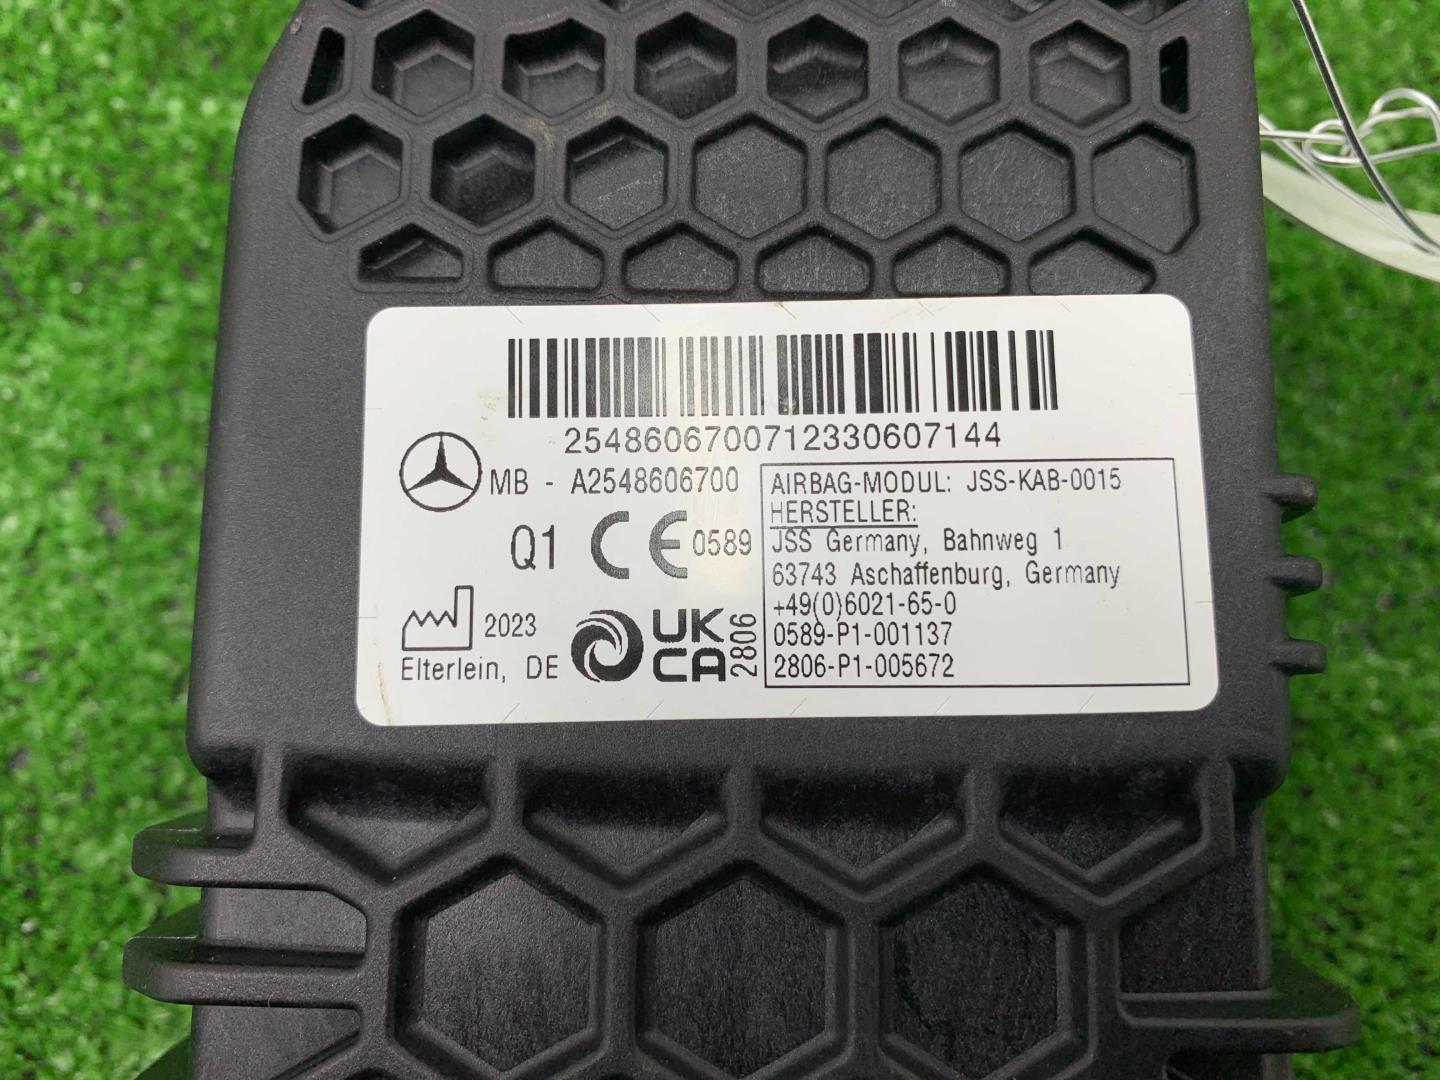 2548606700712330607144
MB - A2548606700
Q1 CE 0589
2023
Elterlein, DE
UK
CA
2806
AIRBAG-MODUL: JSS-KAB-0015
HERSTELLER:
JSS Germany, Bahnweg 1
63743 Aschaffenburg, Germany
+49(0)6021-65-0
0589-P1-001137
2806-P1-005672